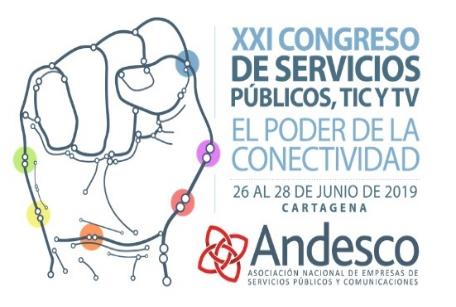 XXI CONGRESO
DE SERVICIOS
PÚBLICOS, TIC Y TV
EL PODER DE LA
CONECTIVIDAD
26 AL 28 DE JUNIO DE 2019
CARTAGENA
Andesco
ASOCIACIÓN NACIONAL DE EMPRESAS DE
SERVICIOS PÚBLICOS Y COMUNICACIONES